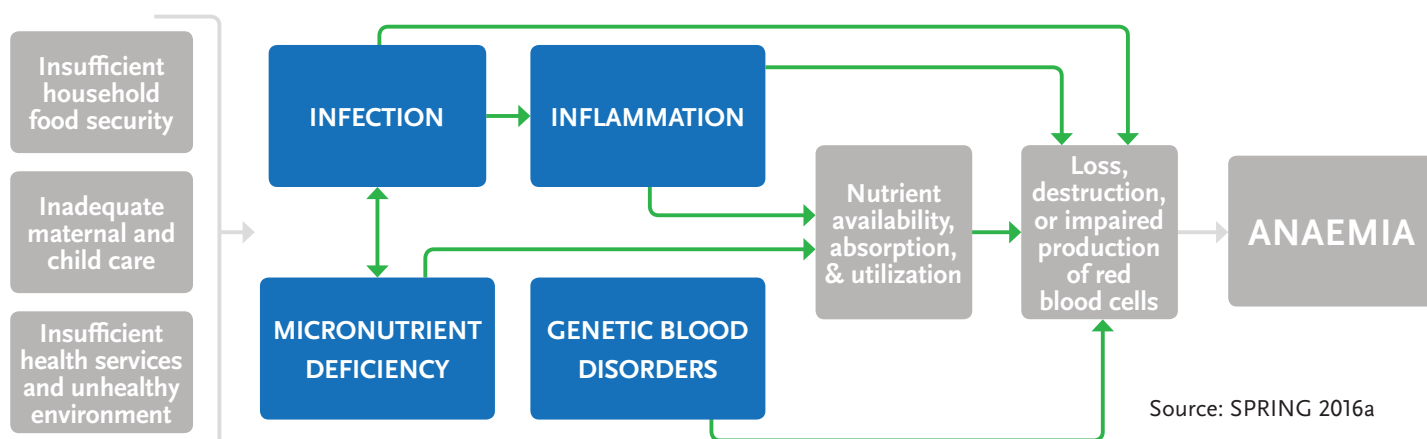 Insufficient
household
food security
Inadequate
maternal and
child care
Insufficient
health services
and unhealthy
environment
INFECTION
INFLAMMATION
MICRONUTRIENT
DEFICIENCY
GENETIC BLOOD
DISORDERS
Nutrient
availability,
absorption,
& utilization
Loss,
destruction,
or impaired
production
of red
blood cells
ANAEMIA
Source: SPRING 2016a